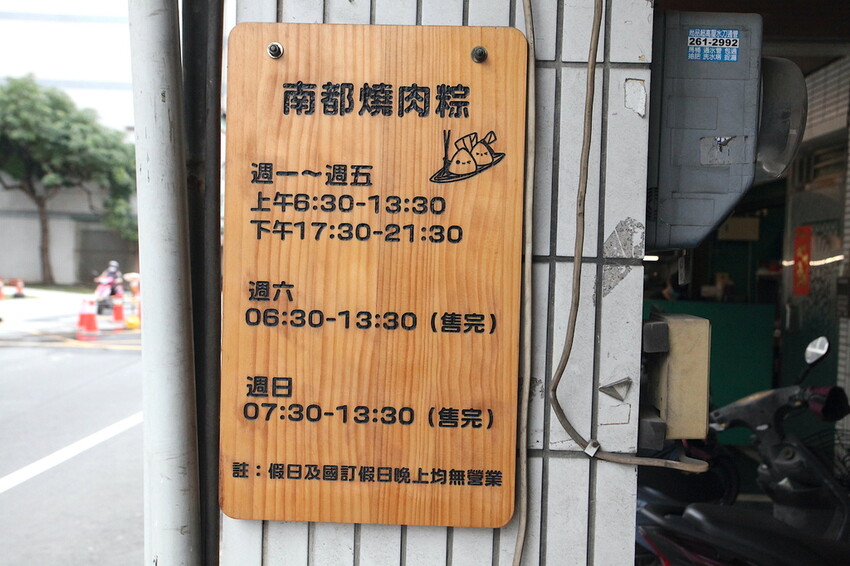 南都燒肉粽
週一～週五
上午6:30-13:30
下午17:30-21:30
週六
06:30-13:30（售完）
週日
07:30-13:30（售完）
註：假日及國訂假日晚上均無營業
261-2992